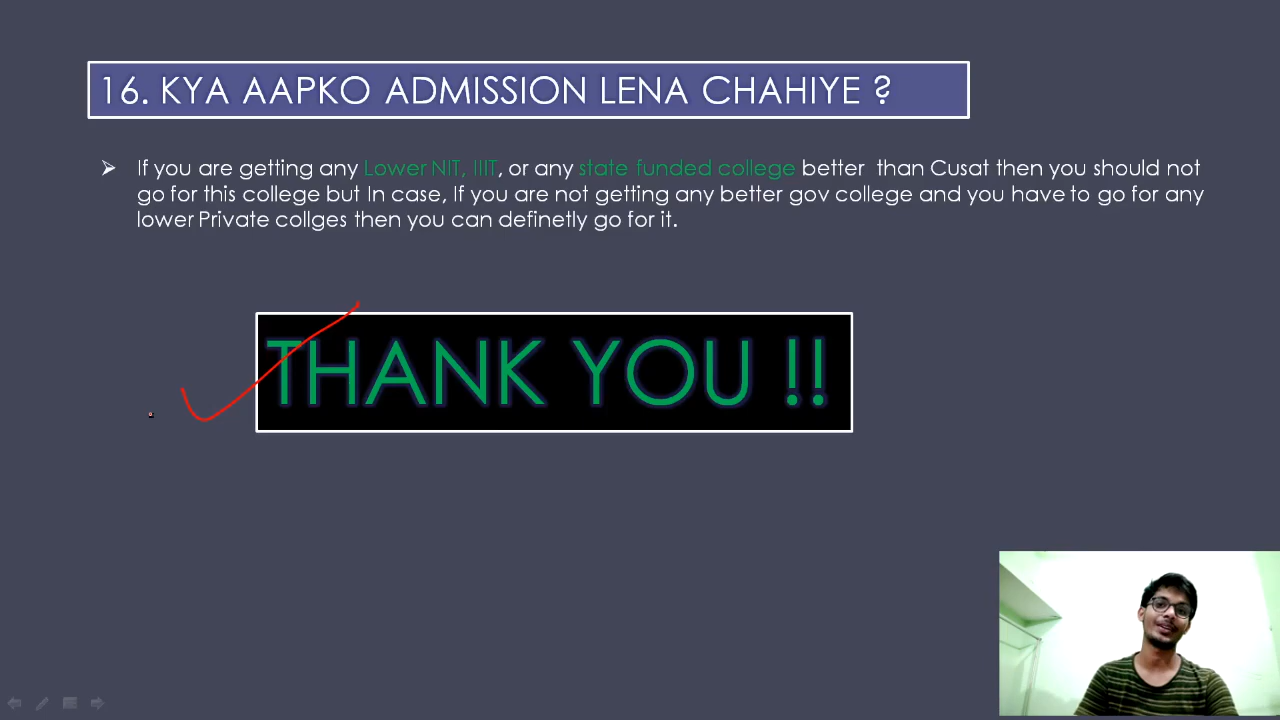 16. KYA AAPKO ADMISSION LENA CHAHIYE ?
If you are getting any Lower NIT, IIIT, or any state funded college better than Cusat then you should not
go for this college but In case, If you are not getting any better gov college and you have to go for any
lower Private collges then you can definetly go for it.
THANK YOU !!